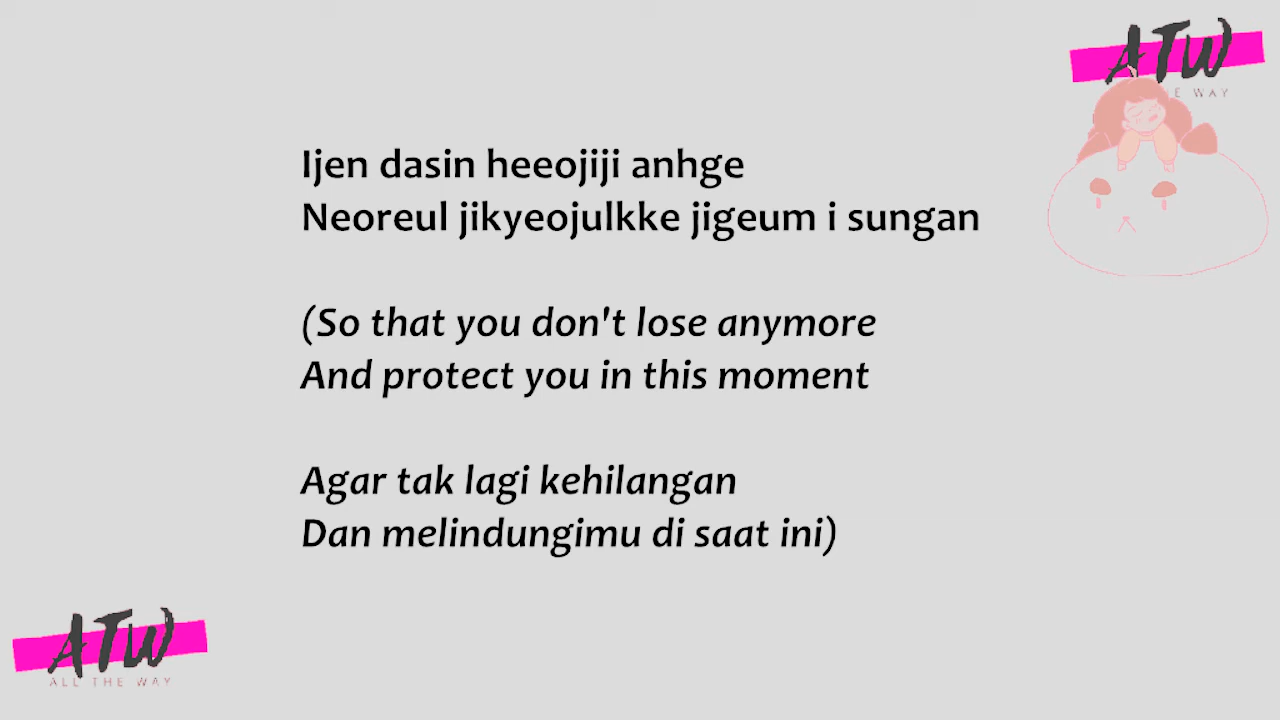 ATW
E WAY
Ijen dasin heeojiji anhge
Neoreul jikyeojulkke jigeum i sungan
(So that you don't lose anymore
And protect you in this moment
Agar tak lagi kehilangan
Dan melindungimu di saat ini)
ATW
ALL THE WAY